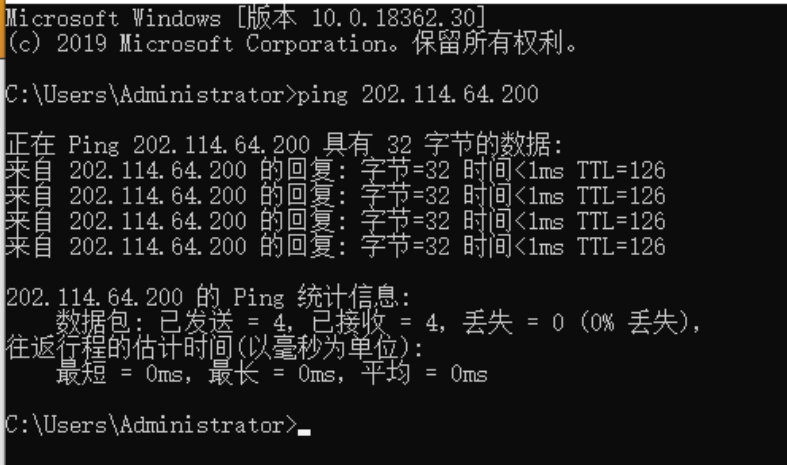 Microsoft Windows [版本 10.0.18362.30]
(c) 2019 Microsoft Corporation。保留所有权利。
C:\Users\Administrator>ping 202.114.64.200
正在 Ping 202.114.64.200 具有 32 字节的数据:
来自 202.114.64.200 的回复: 字节=32 时间<1ms TTL=126
来自 202.114.64.200 的回复: 字节=32 时间<1ms TTL=126
来自 202.114.64.200 的回复: 字节=32 时间<1ms TTL=126
来自 202.114.64.200 的回复: 字节=32 时间<1ms TTL=126
202.114.64.200 的 Ping 统计信息:
数据包: 已发送 = 4，已接收 = 4，丢失 = 0 (0% 丢失)，
往返行程的估计时间(以毫秒为单位):
最短 = 0ms，最长 = 0ms，平均 = 0ms
C:\Users\Administrator>